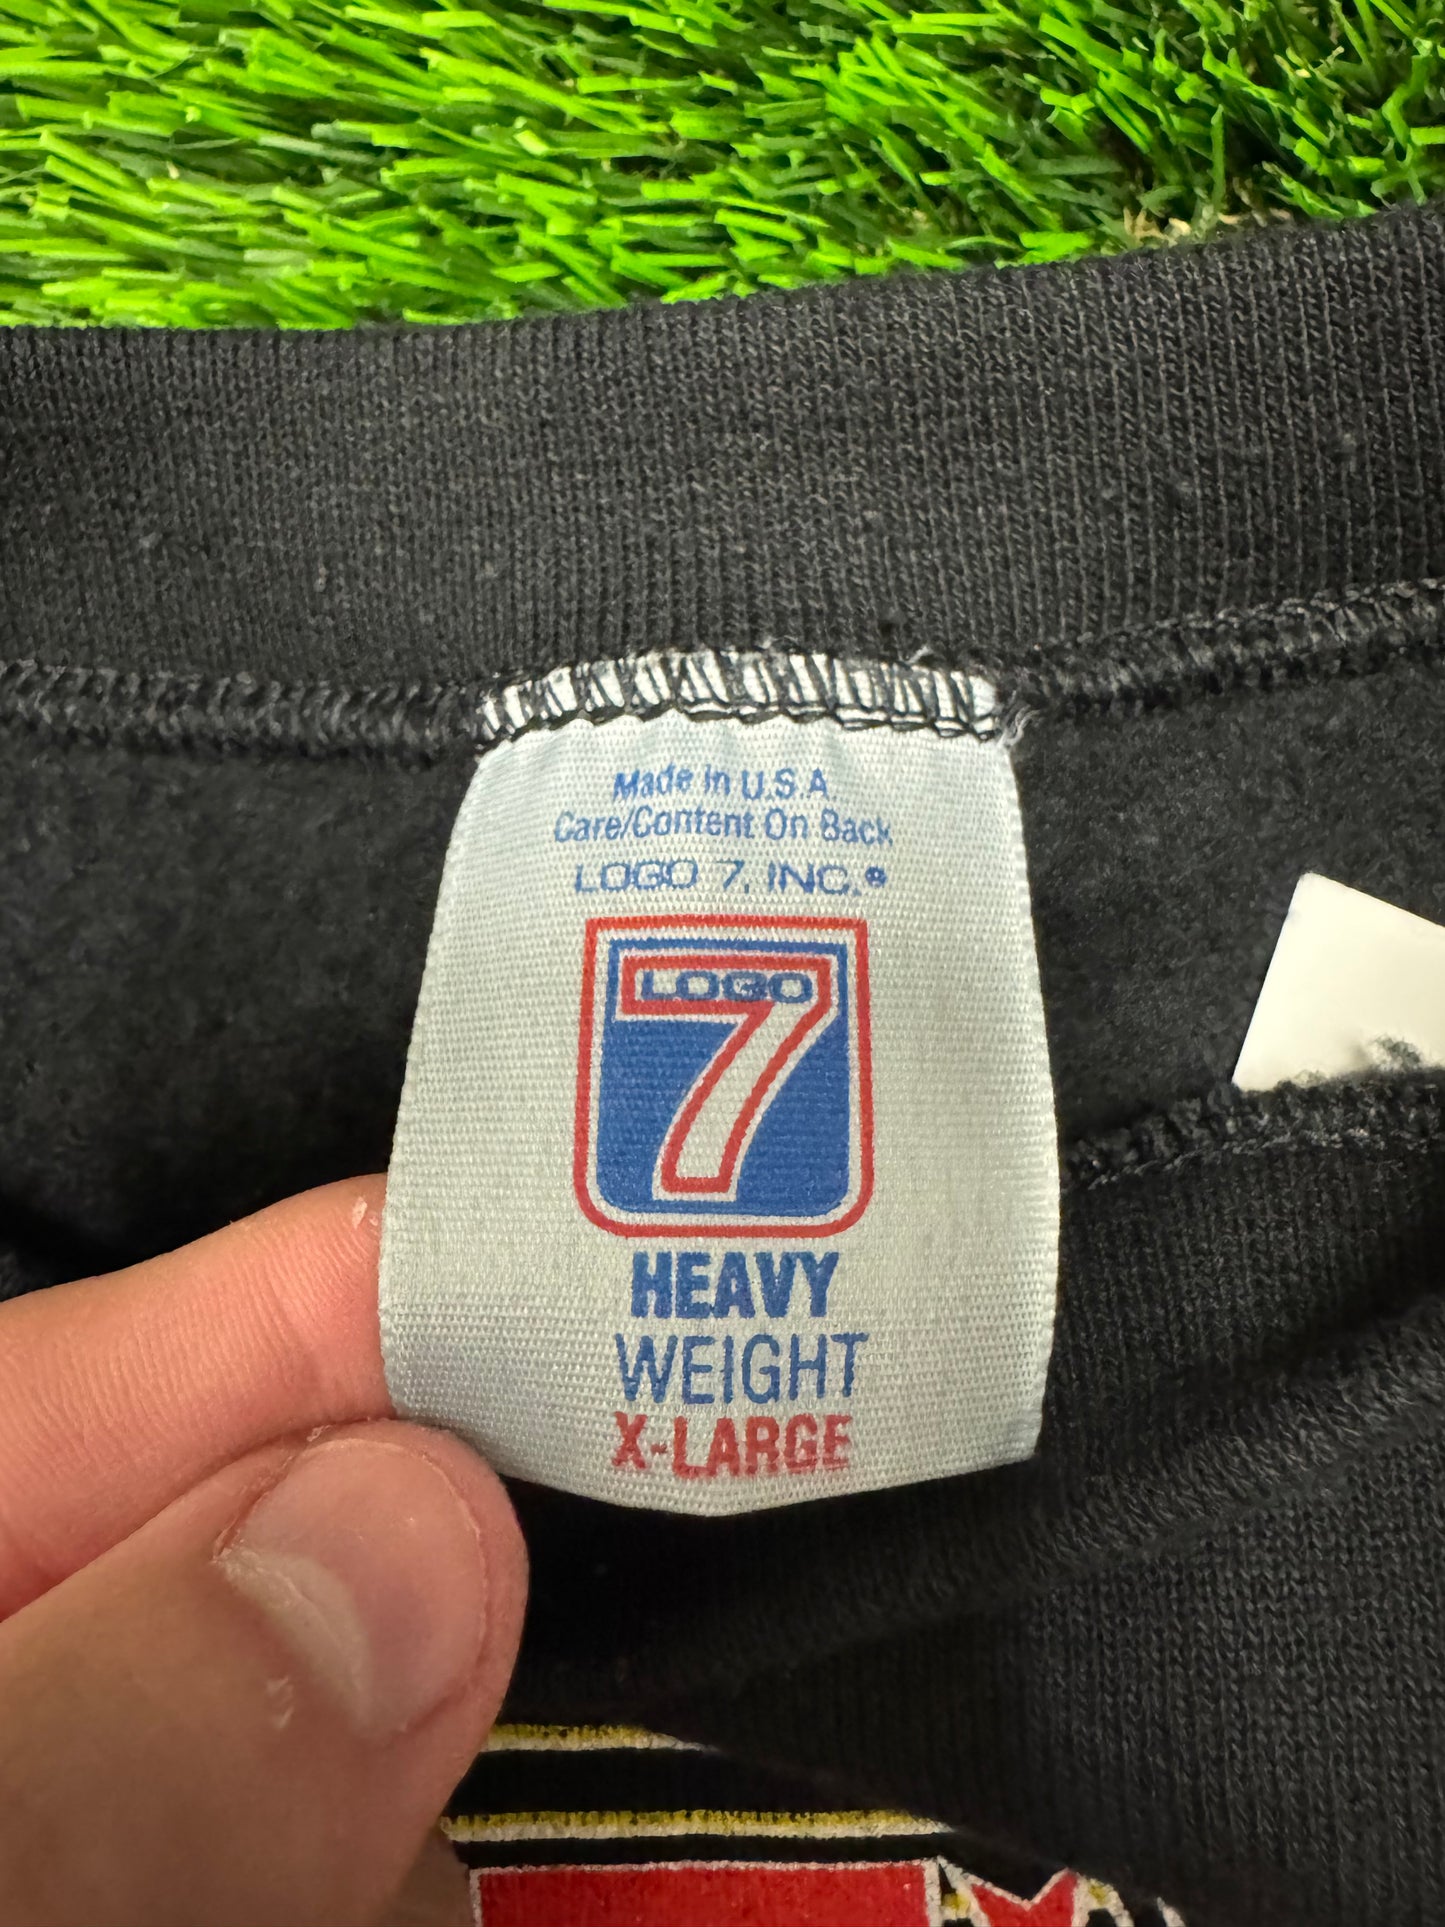 Made In U.S.A
Care/Content On Back
LOGO 7, INC.®
LOGO
7
HEAVY
WEIGHT
X-LARGE